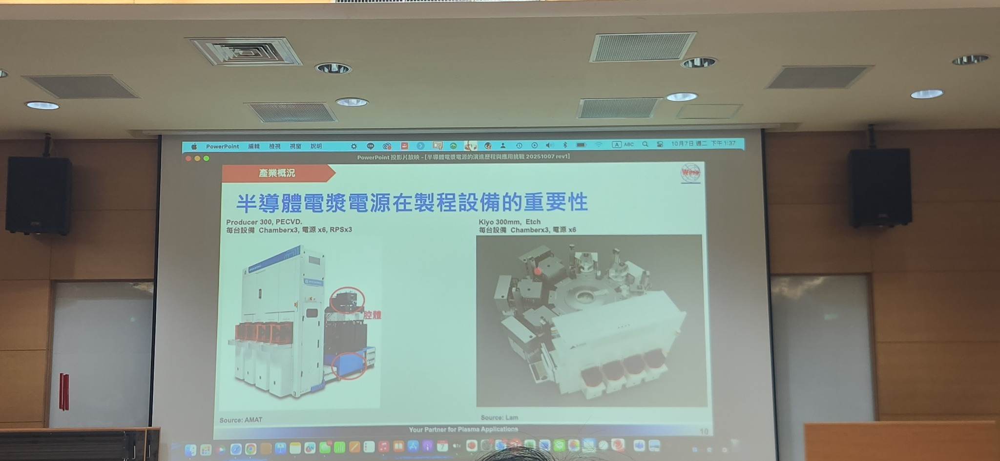 PowerPoint 編輯 檢視 視窗 說明
A ABC 10月7日 週二 下午 1:37
PowerPoint 投影片放映 - [半導體電漿電源的演進歷程與應用挑戰 20251007 rev1]
產業概況
半導體電漿電源在製程設備的重要性
Producer 300, PECVD.
每台設備 Chamberx3, 電源 x6, RPSx3
Kiyo 300mm, Etch
每台設備 Chamberx3, 電源 x6
腔體
Source: AMAT
Source: Lam
Your Partner for Plasma Applications
10
7
tv